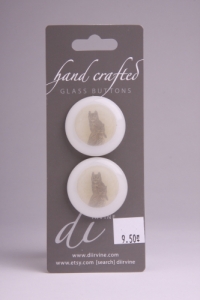 hand crafted
GLASS BUTTONS
di
9.50
www.diirvine.com
www.etsy.com [search] diirvine